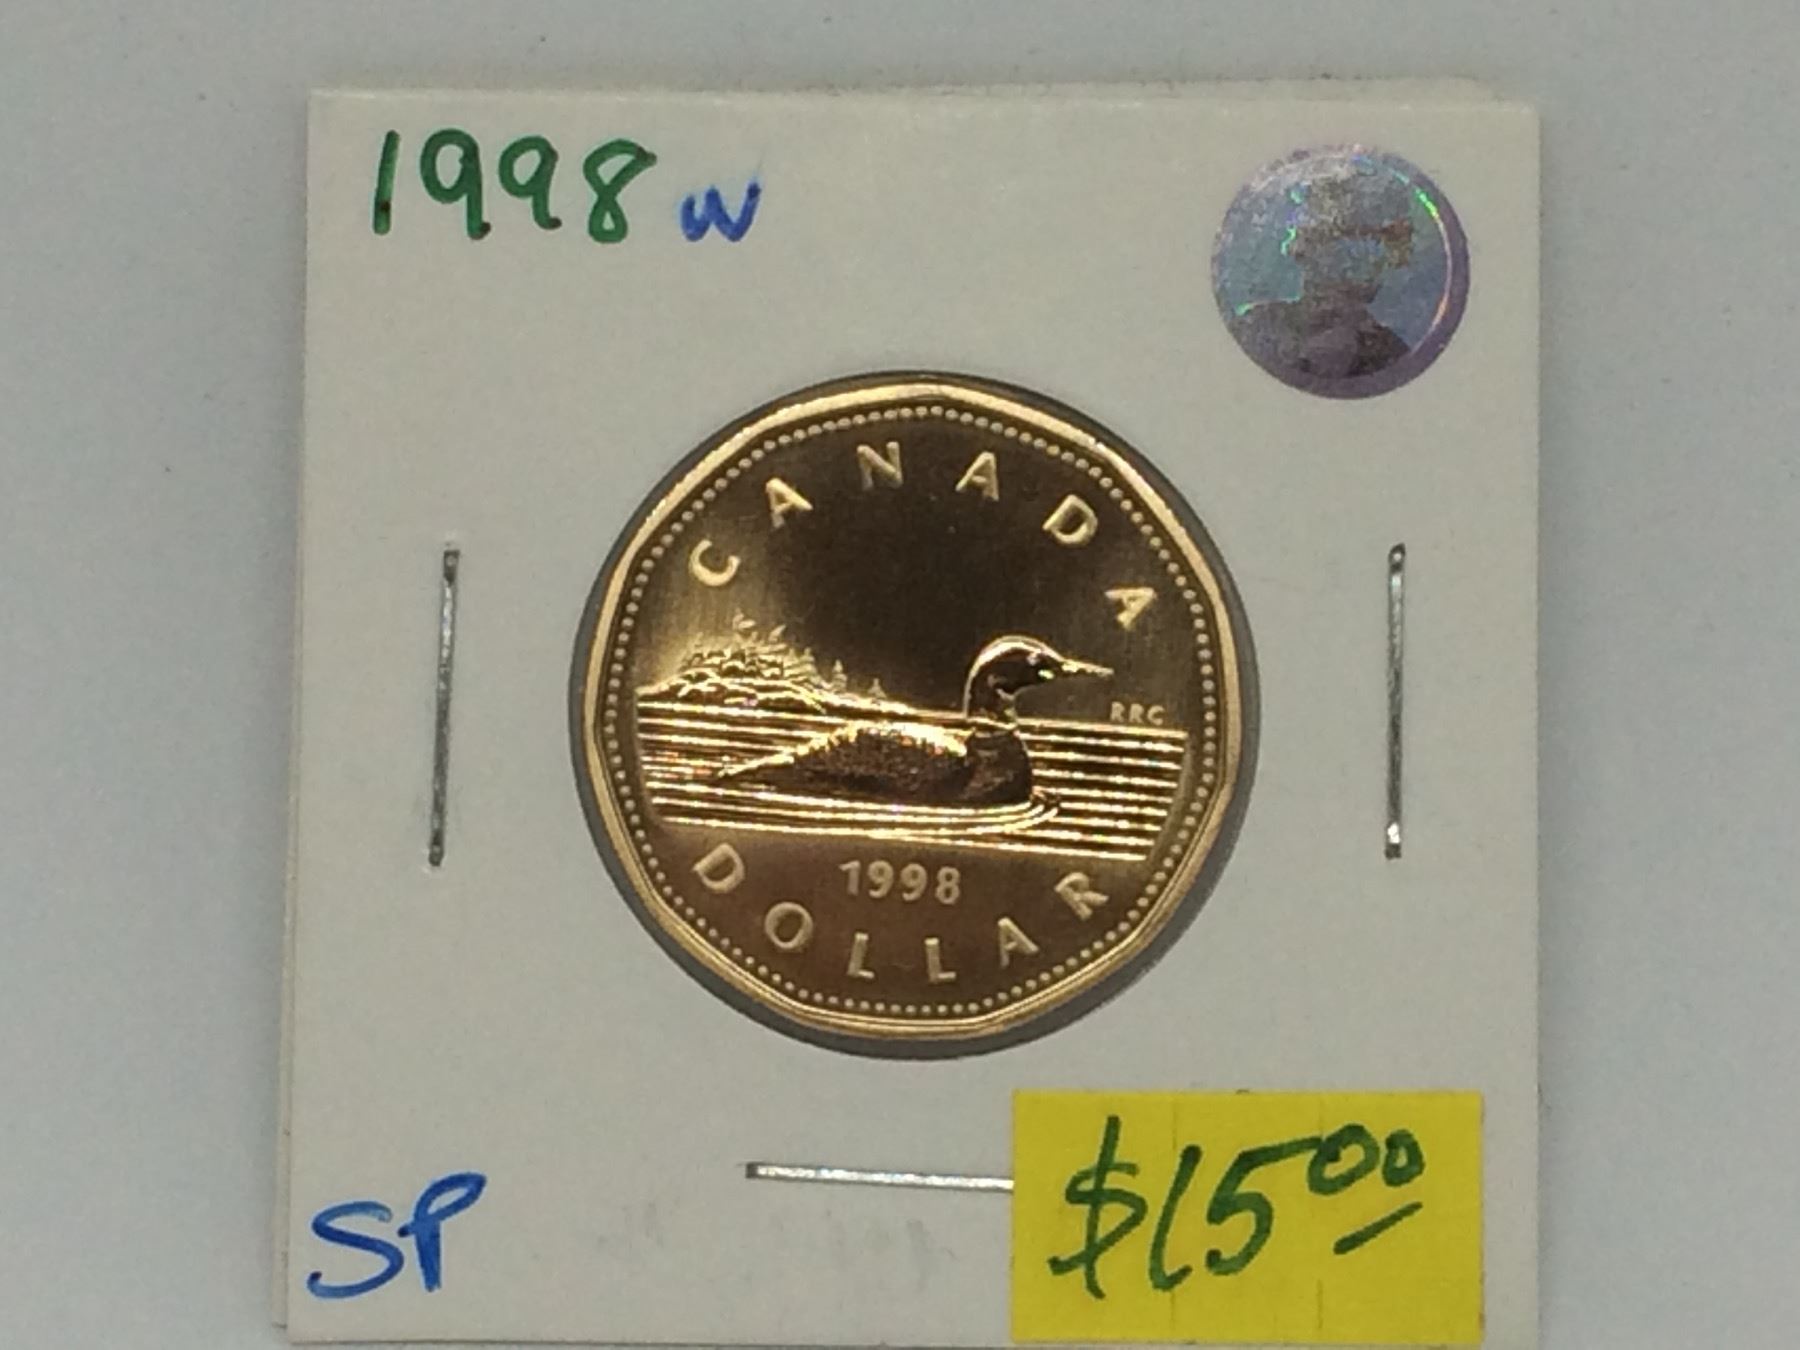 1998 w
CANADA
RRC
1998
DOLLAR
SP
$15.00